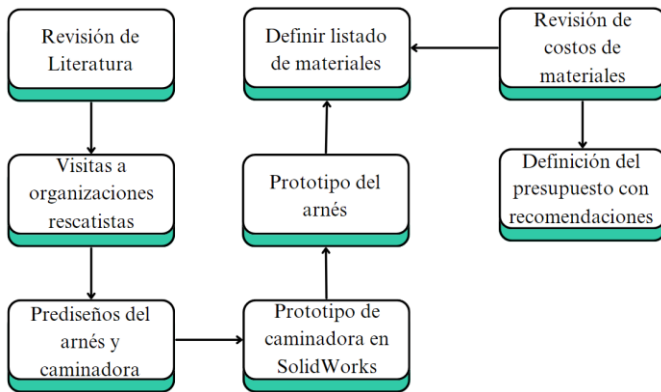 Revisión de
Literatura
Visitas a
organizaciones
rescatistas
Prediseños del
arnés y
caminadora
Prototipo de
caminadora en
SolidWorks
Prototipo del
arnés
Definir listado
de materiales
Revisión de
costos de
materiales
Definición del
presupuesto con
recomendaciones